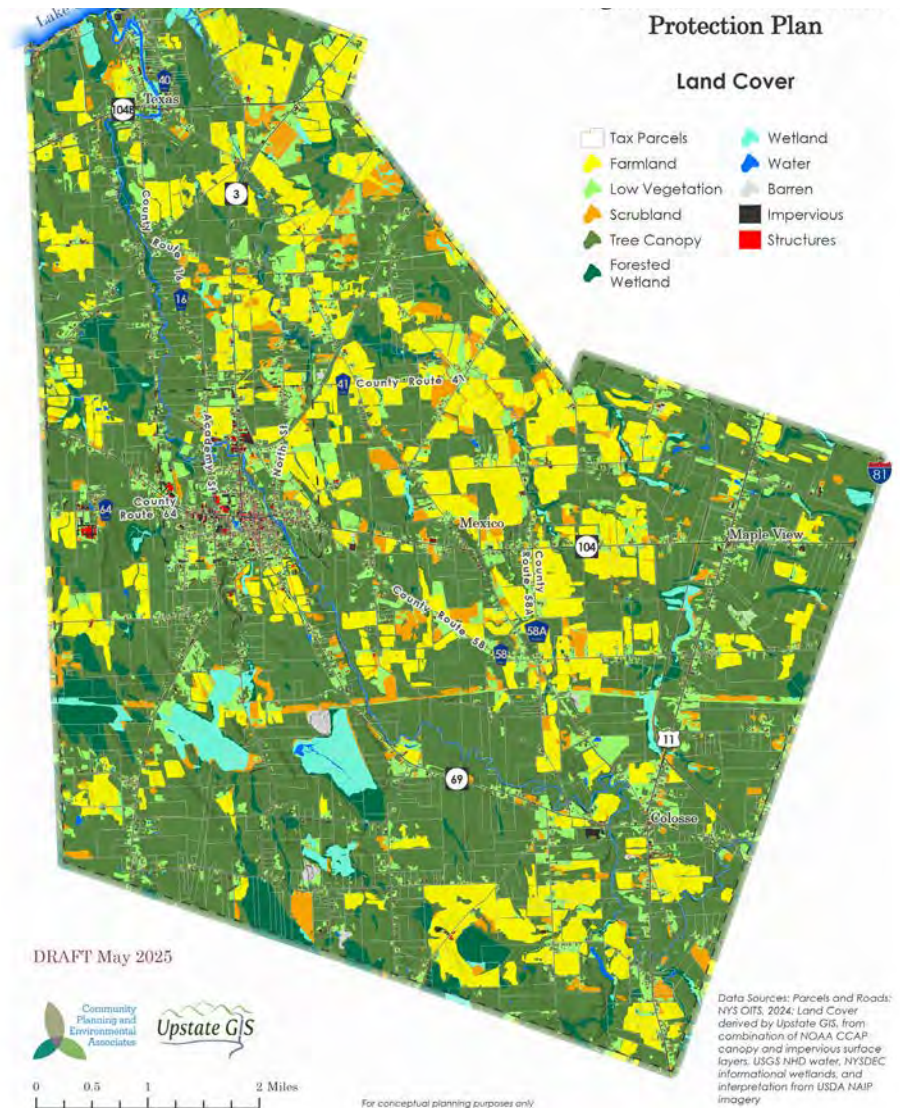 Protection Plan
Land Cover
Tax Parcels
Farmland
Low Vegetation
Scrubland
Tree Canopy
Forested
Wetland
Wetland
Water
Barren
Impervious
Structures
Lake
40
Texas
104B
3
County Route 16
16
41
County Route 41
Academy St
North St
81
64
County
Route 64
Mexico
Maple View
104
County
Route 58A
County Route 58
58A
58
11
69
Colosse
DRAFT May 2025
Community
Planning and
Environmental
Associates
Upstate GIS
Data Sources: Parcels and Roads:
NYS OITS, 2024; Land Cover
derived by Upstate GIS, from
combination of NOAA CCAP
canopy and impervious surface
layers, USGS NHD water, NYSDEC
informational wetlands, and
interpretation from USDA NAIP
imagery
0 0.5 1 2 Miles
For conceptual planning purposes only